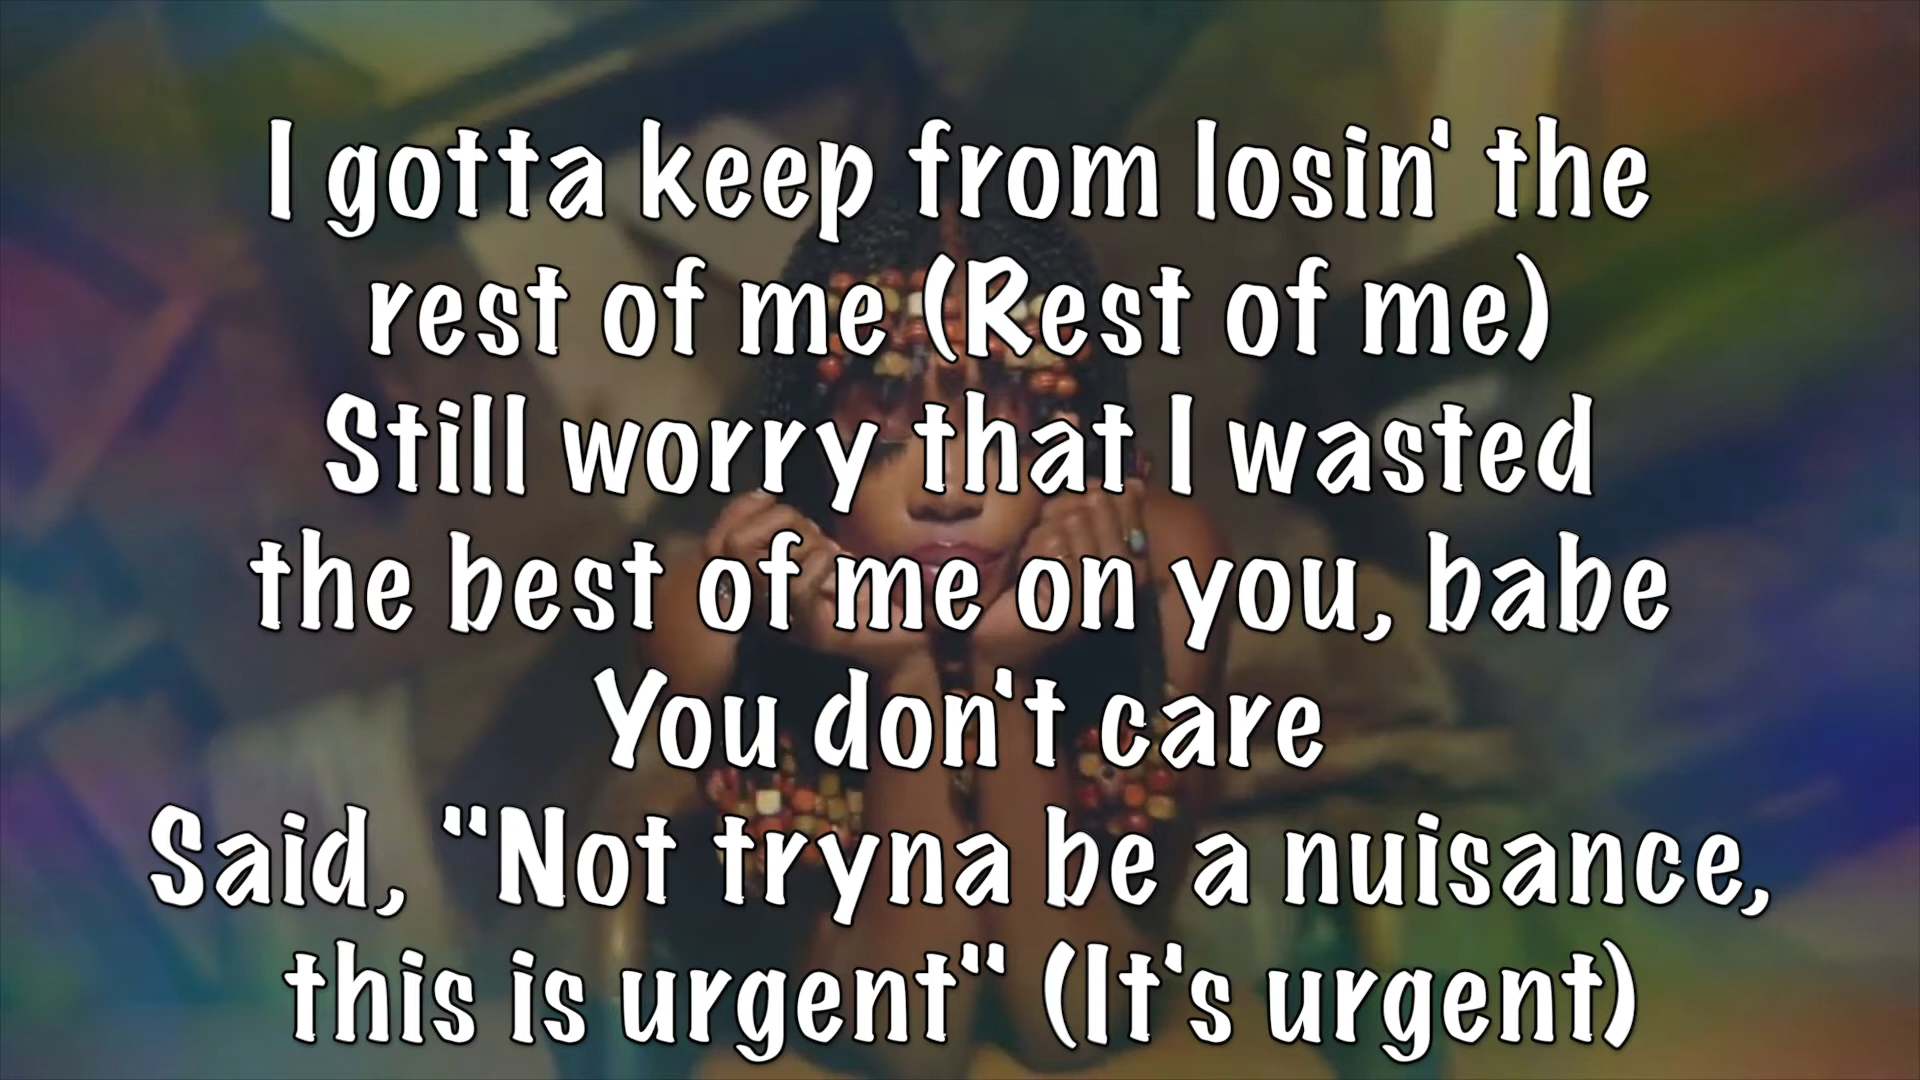 I gotta keep from losin' the
rest of me (Rest of me)
Still worry that I wasted
the best of me on you, babe
You don't care
Said, "Not tryna be a nuisance,
this is urgent" (It's urgent)